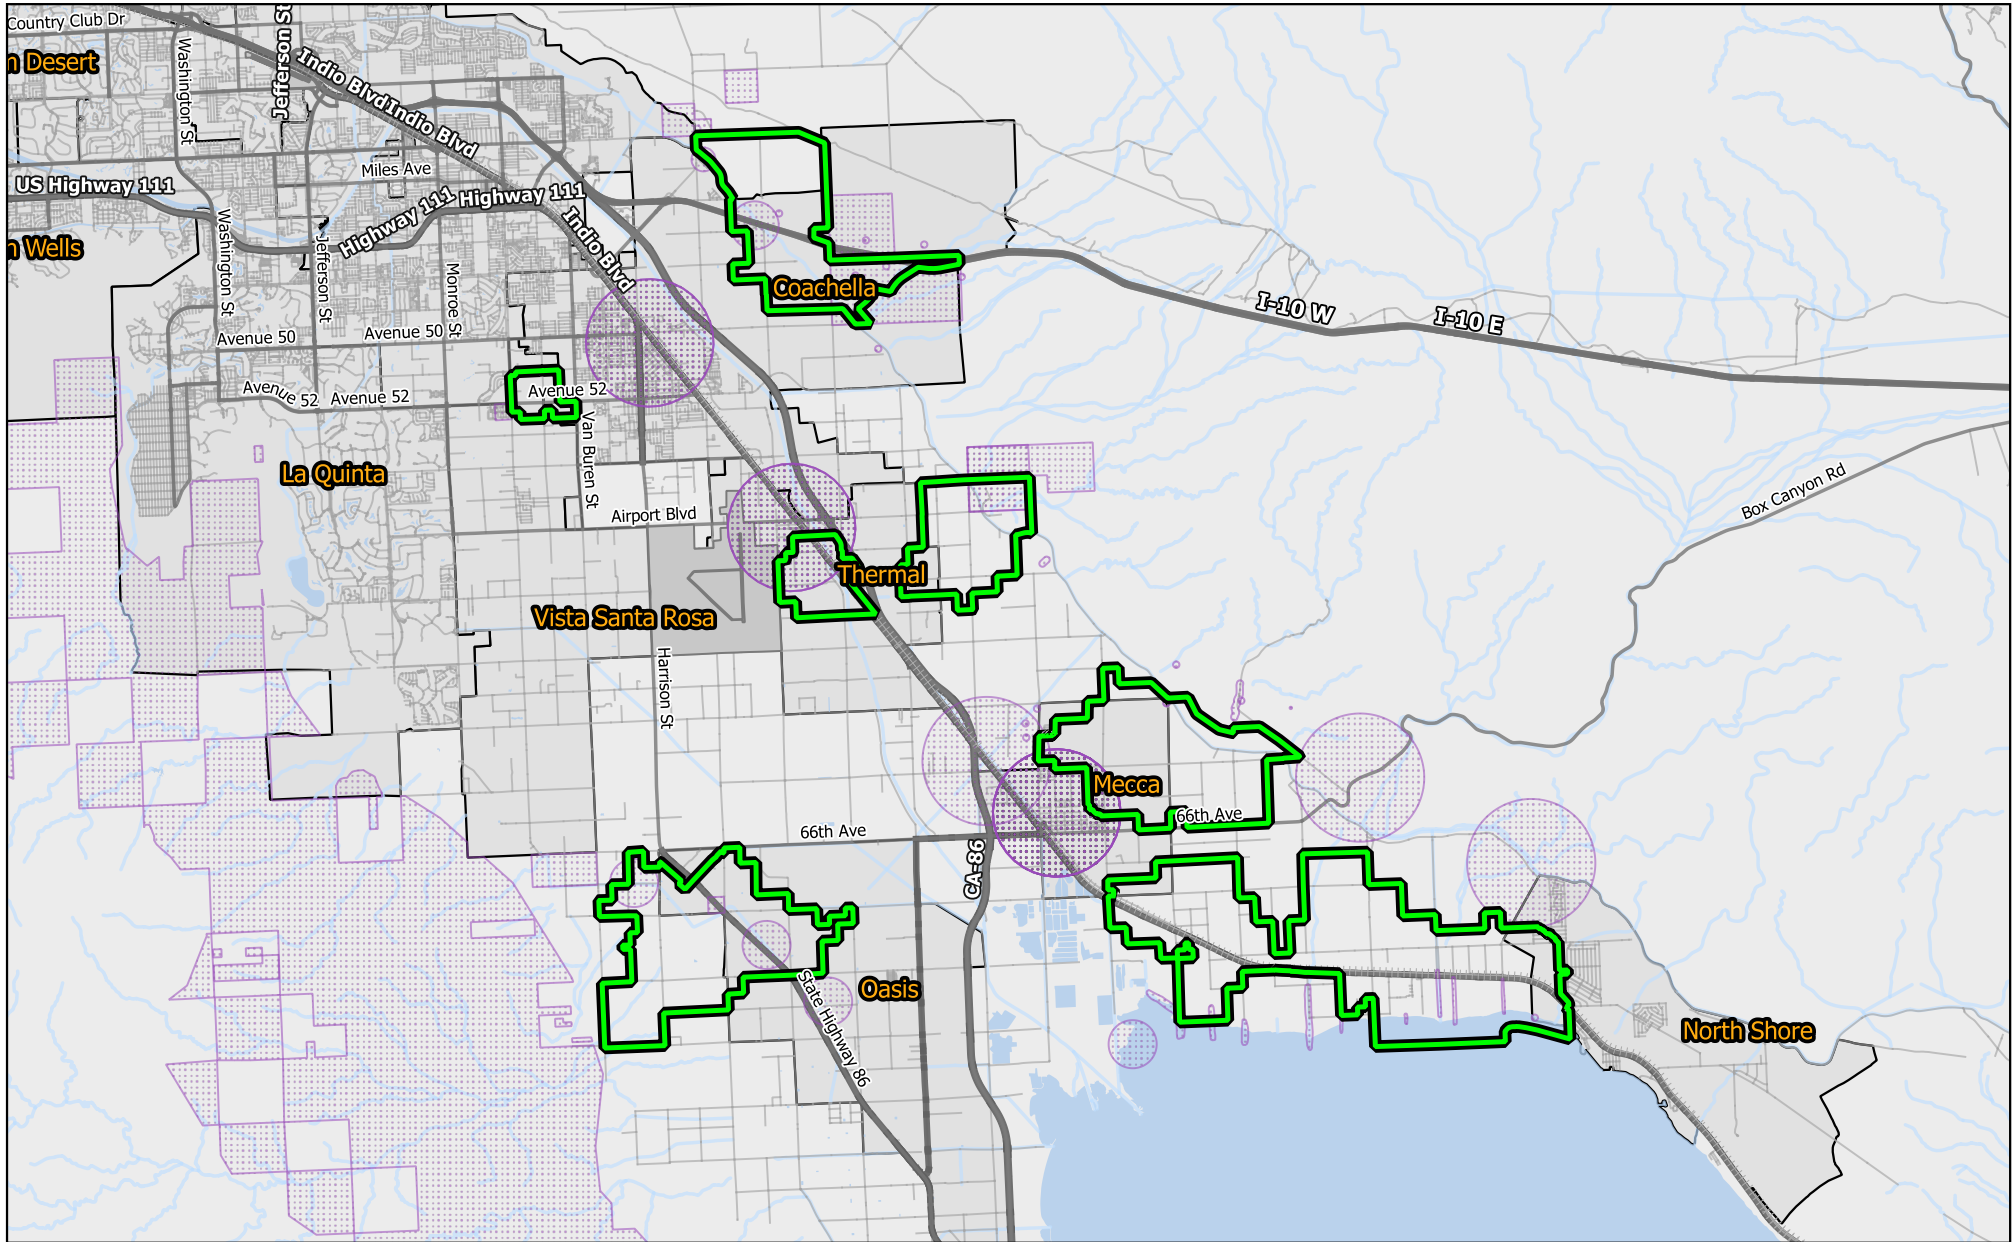 Country Club Dr
Jefferson St
Washington St
n Desert
Indio Blvd
Indio Blvd
Miles Ave
US Highway 111
Highway 111
Highway 111
Indio Blvd
n Wells
Washington St
Jefferson St
Monroe St
Coachella
I-10 W
I-10 E
Avenue 50
Avenue 50
Avenue 52
Avenue 52
Avenue 52
Van Buren St
La Quinta
Box Canyon Rd
Airport Blvd
Thermal
Vista Santa Rosa
Harrison St
Mecca
66th Ave
66th Ave
CA-86
Oasis
State Highway 86
North Shore